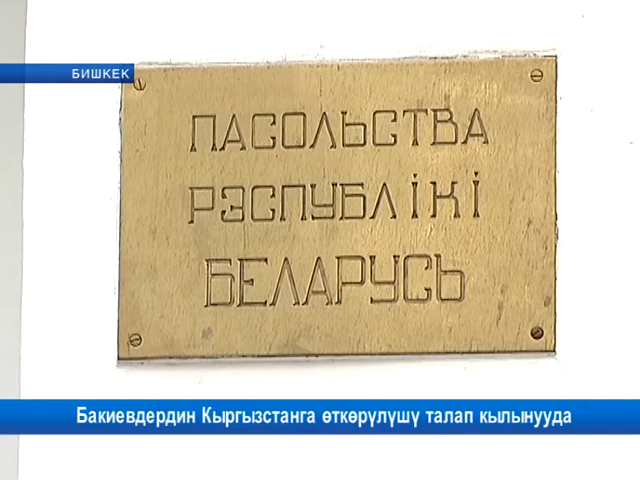 БИШКЕК
ПАСОЛЬСТВА
РЭСПУБЛІКІ
БЕЛАРУСЬ
Бакиевдердин Кыргызстанга өткөрүлүшү талап кылынууда